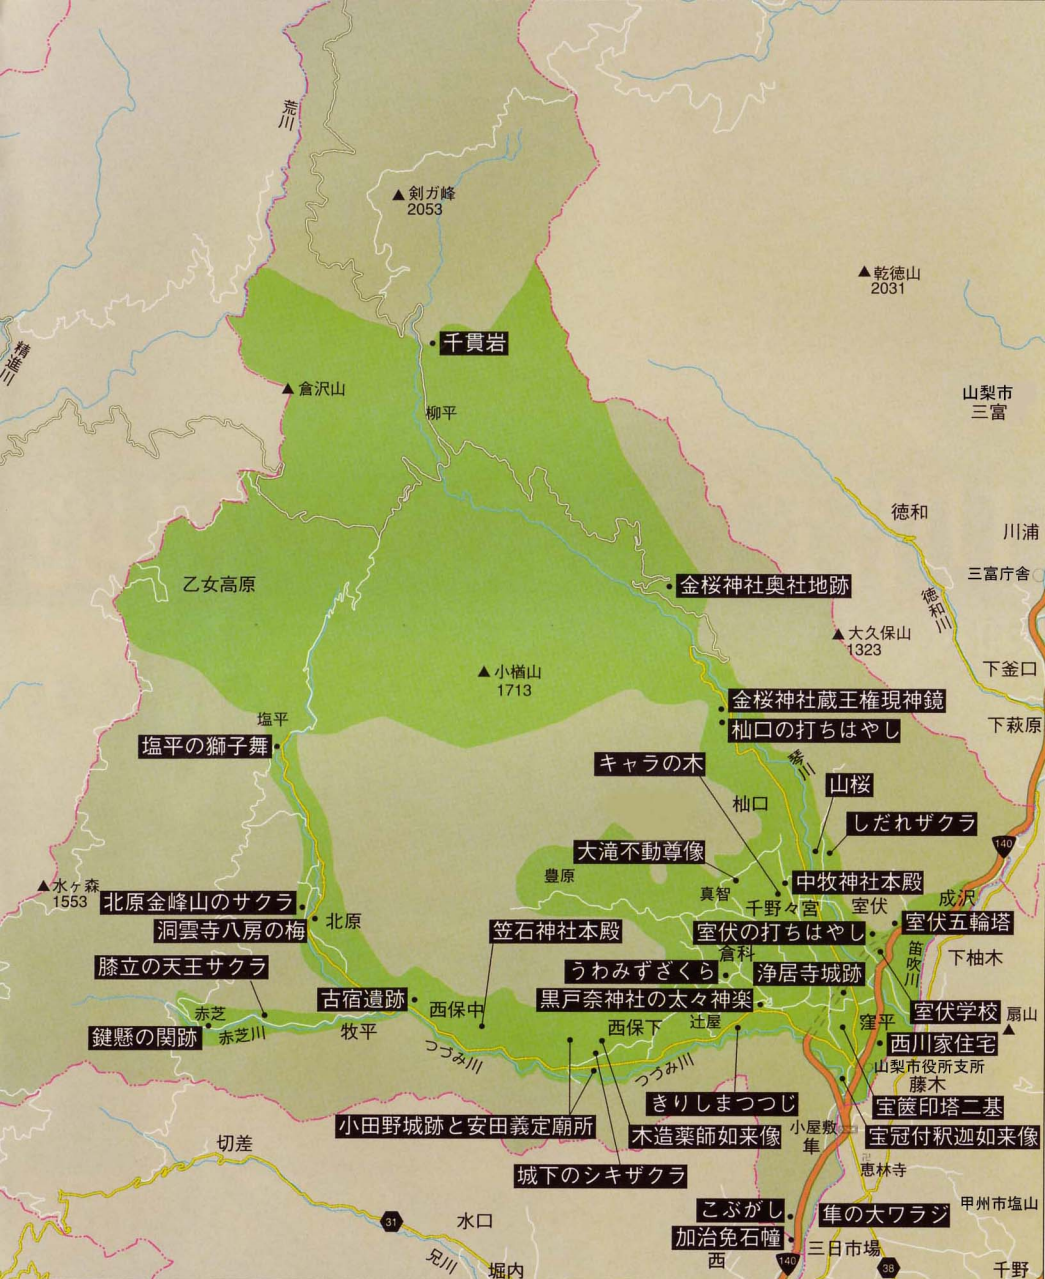 荒川
剣ガ峰
2053
乾徳山
2031
千貫岩
精進川
倉沢山
柳平
山梨市
三富
徳和
川浦
三富庁舎
徳和川
乙女高原
金桜神社奥社地跡
大久保山
1323
小楢山
1713
下釜口
金桜神社蔵王権現神鏡
杣口の打ちはやし
下萩原
塩平
塩平の獅子舞
キャラの木
琴川
山桜
杣口
しだれザクラ
140
大滝不動尊像
豊原
真智
中牧神社本殿
水ヶ森
1553
北原金峰山のサクラ
千野々宮
室伏
成沢
北原
洞雲寺八房の梅
笠石神社本殿
室伏の打ちはやし
室伏五輪塔
倉科
笛吹川
下柚木
膝立の天王サクラ
うわみずざくら
浄居寺城跡
古宿遺跡
西保中
黒戸奈神社の太々神楽
室伏学校
赤芝
赤芝川
鍵懸の関跡
牧平
西保下
辻屋
窪平
扇山
西川家住宅
つづみ川
つづみ川
山梨市役所支所
藤木
きりしまつつじ
宝篋印塔二基
小田野城跡と安田義定廟所
木造薬師如来像
小屋敷
隼
宝冠付釈迦如来像
切差
城下のシキザクラ
恵林寺
こぶがし
隼の大ワラジ
甲州市塩山
31
水口
加治免石幢
兄川
堀内
西
140
三日市場
38
千野